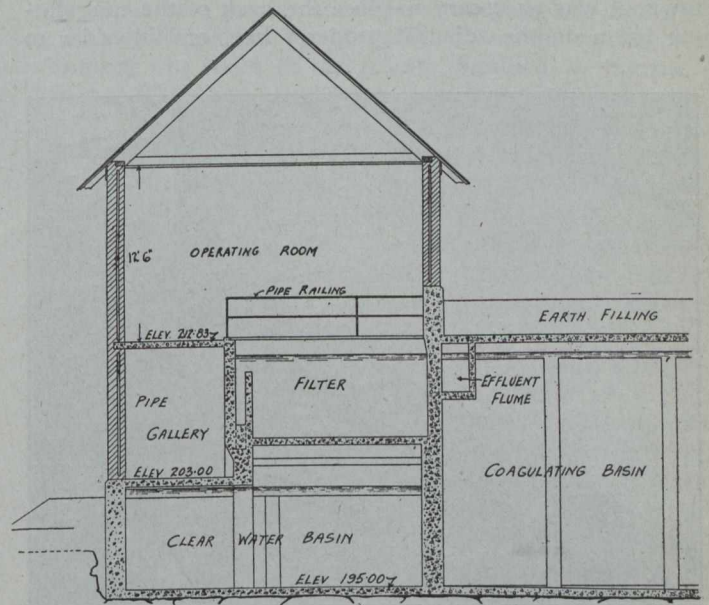 12'6"
OPERATING ROOM
PIPE RAILING
EARTH FILLING
ELEV 212.83
FILTER
EFFLUENT
FLUME
PIPE
GALLERY
ELEV 203.00
COAGULATING BASIN
CLEAR WATER BASIN
ELEV 195.00